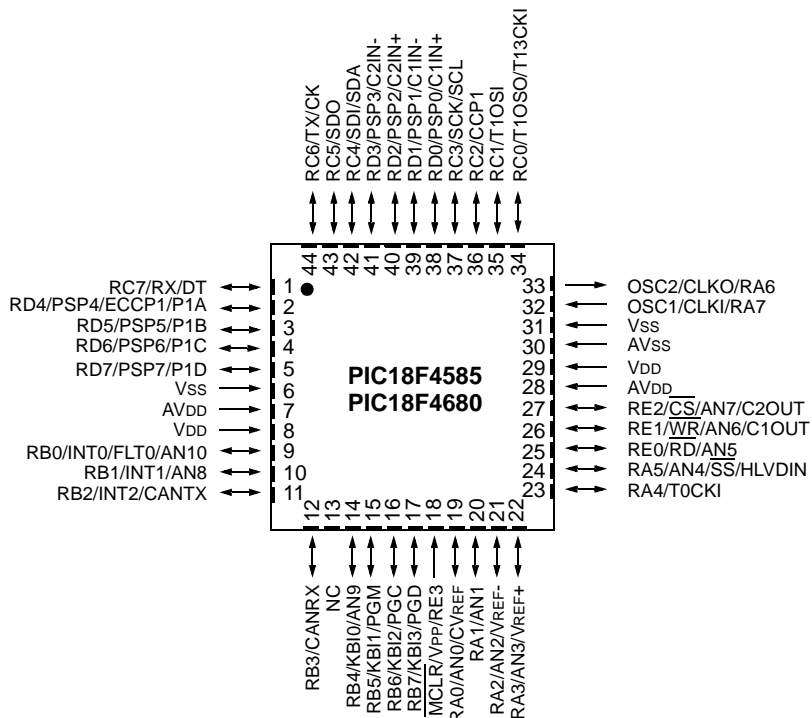 RC6/TX/CK
RC5/SDO
RC4/SDI/SDA
RD3/PSP3/C2IN-
RD2/PSP2/C2IN+
RD1/PSP1/C1IN-
RD0/PSP0/C1IN+
RC3/SCK/SCL
RC2/CCP1
RC1/T1OSI
RC0/T1OSO/T13CKI
44
43
42
41
40
39
38
37
36
35
34
RC7/RX/DT 1
RD4/PSP4/ECCP1/P1A 2
RD5/PSP5/P1B 3
RD6/PSP6/P1C 4
RD7/PSP7/P1D 5
VSS 6
AVDD 7
VDD 8
RB0/INT0/FLT0/AN10 9
RB1/INT1/AN8 10
RB2/INT2/CANTX 11
PIC18F4585
PIC18F4680
33 OSC2/CLKO/RA6
32 OSC1/CLKI/RA7
31 VSS
30 AVSS
29 VDD
28 AVDD
27 RE2/CS/AN7/C2OUT
26 RE1/WR/AN6/C1OUT
25 RE0/RD/AN5
24 RA5/AN4/SS/HLVDIN
23 RA4/T0CKI
12
13
14
15
16
17
18
19
20
21
22
RB3/CANRX
NC
RB4/KBI0/AN9
RB5/KBI1/PGM
RB6/KBI2/PGC
RB7/KBI3/PGD
MCLR/VPP/RE3
RA0/AN0/CVREF
RA1/AN1
RA2/AN2/VREF-
RA3/AN3/VREF+